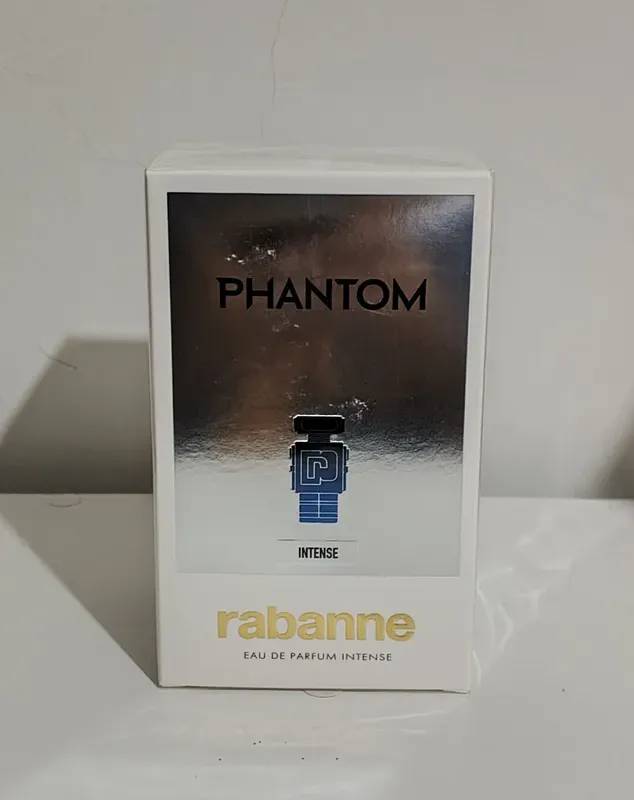 PHANTOM
INTENSE
rabanne
EAU DE PARFUM INTENSE